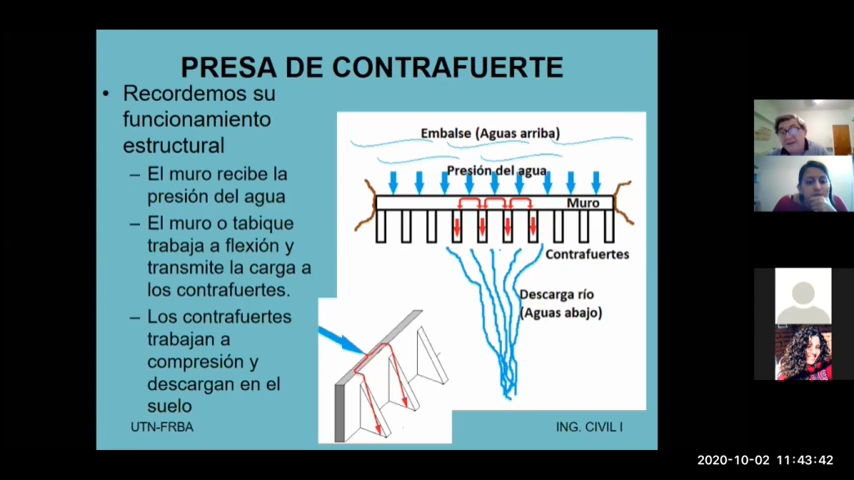 PRESA DE CONTRAFUERTE
• Recordemos su
funcionamiento
estructural
– El muro recibe la
presión del agua
– El muro o tabique
trabaja a flexión y
transmite la carga a
los contrafuertes.
– Los contrafuertes
trabajan a
compresión y
descargan en el
suelo
Embalse (Aguas arriba)
Presión del agua
Muro
Contrafuertes
Descarga río
(Aguas abajo)
UTN-FRBA
ING. CIVIL I
2020-10-02 11:43:42